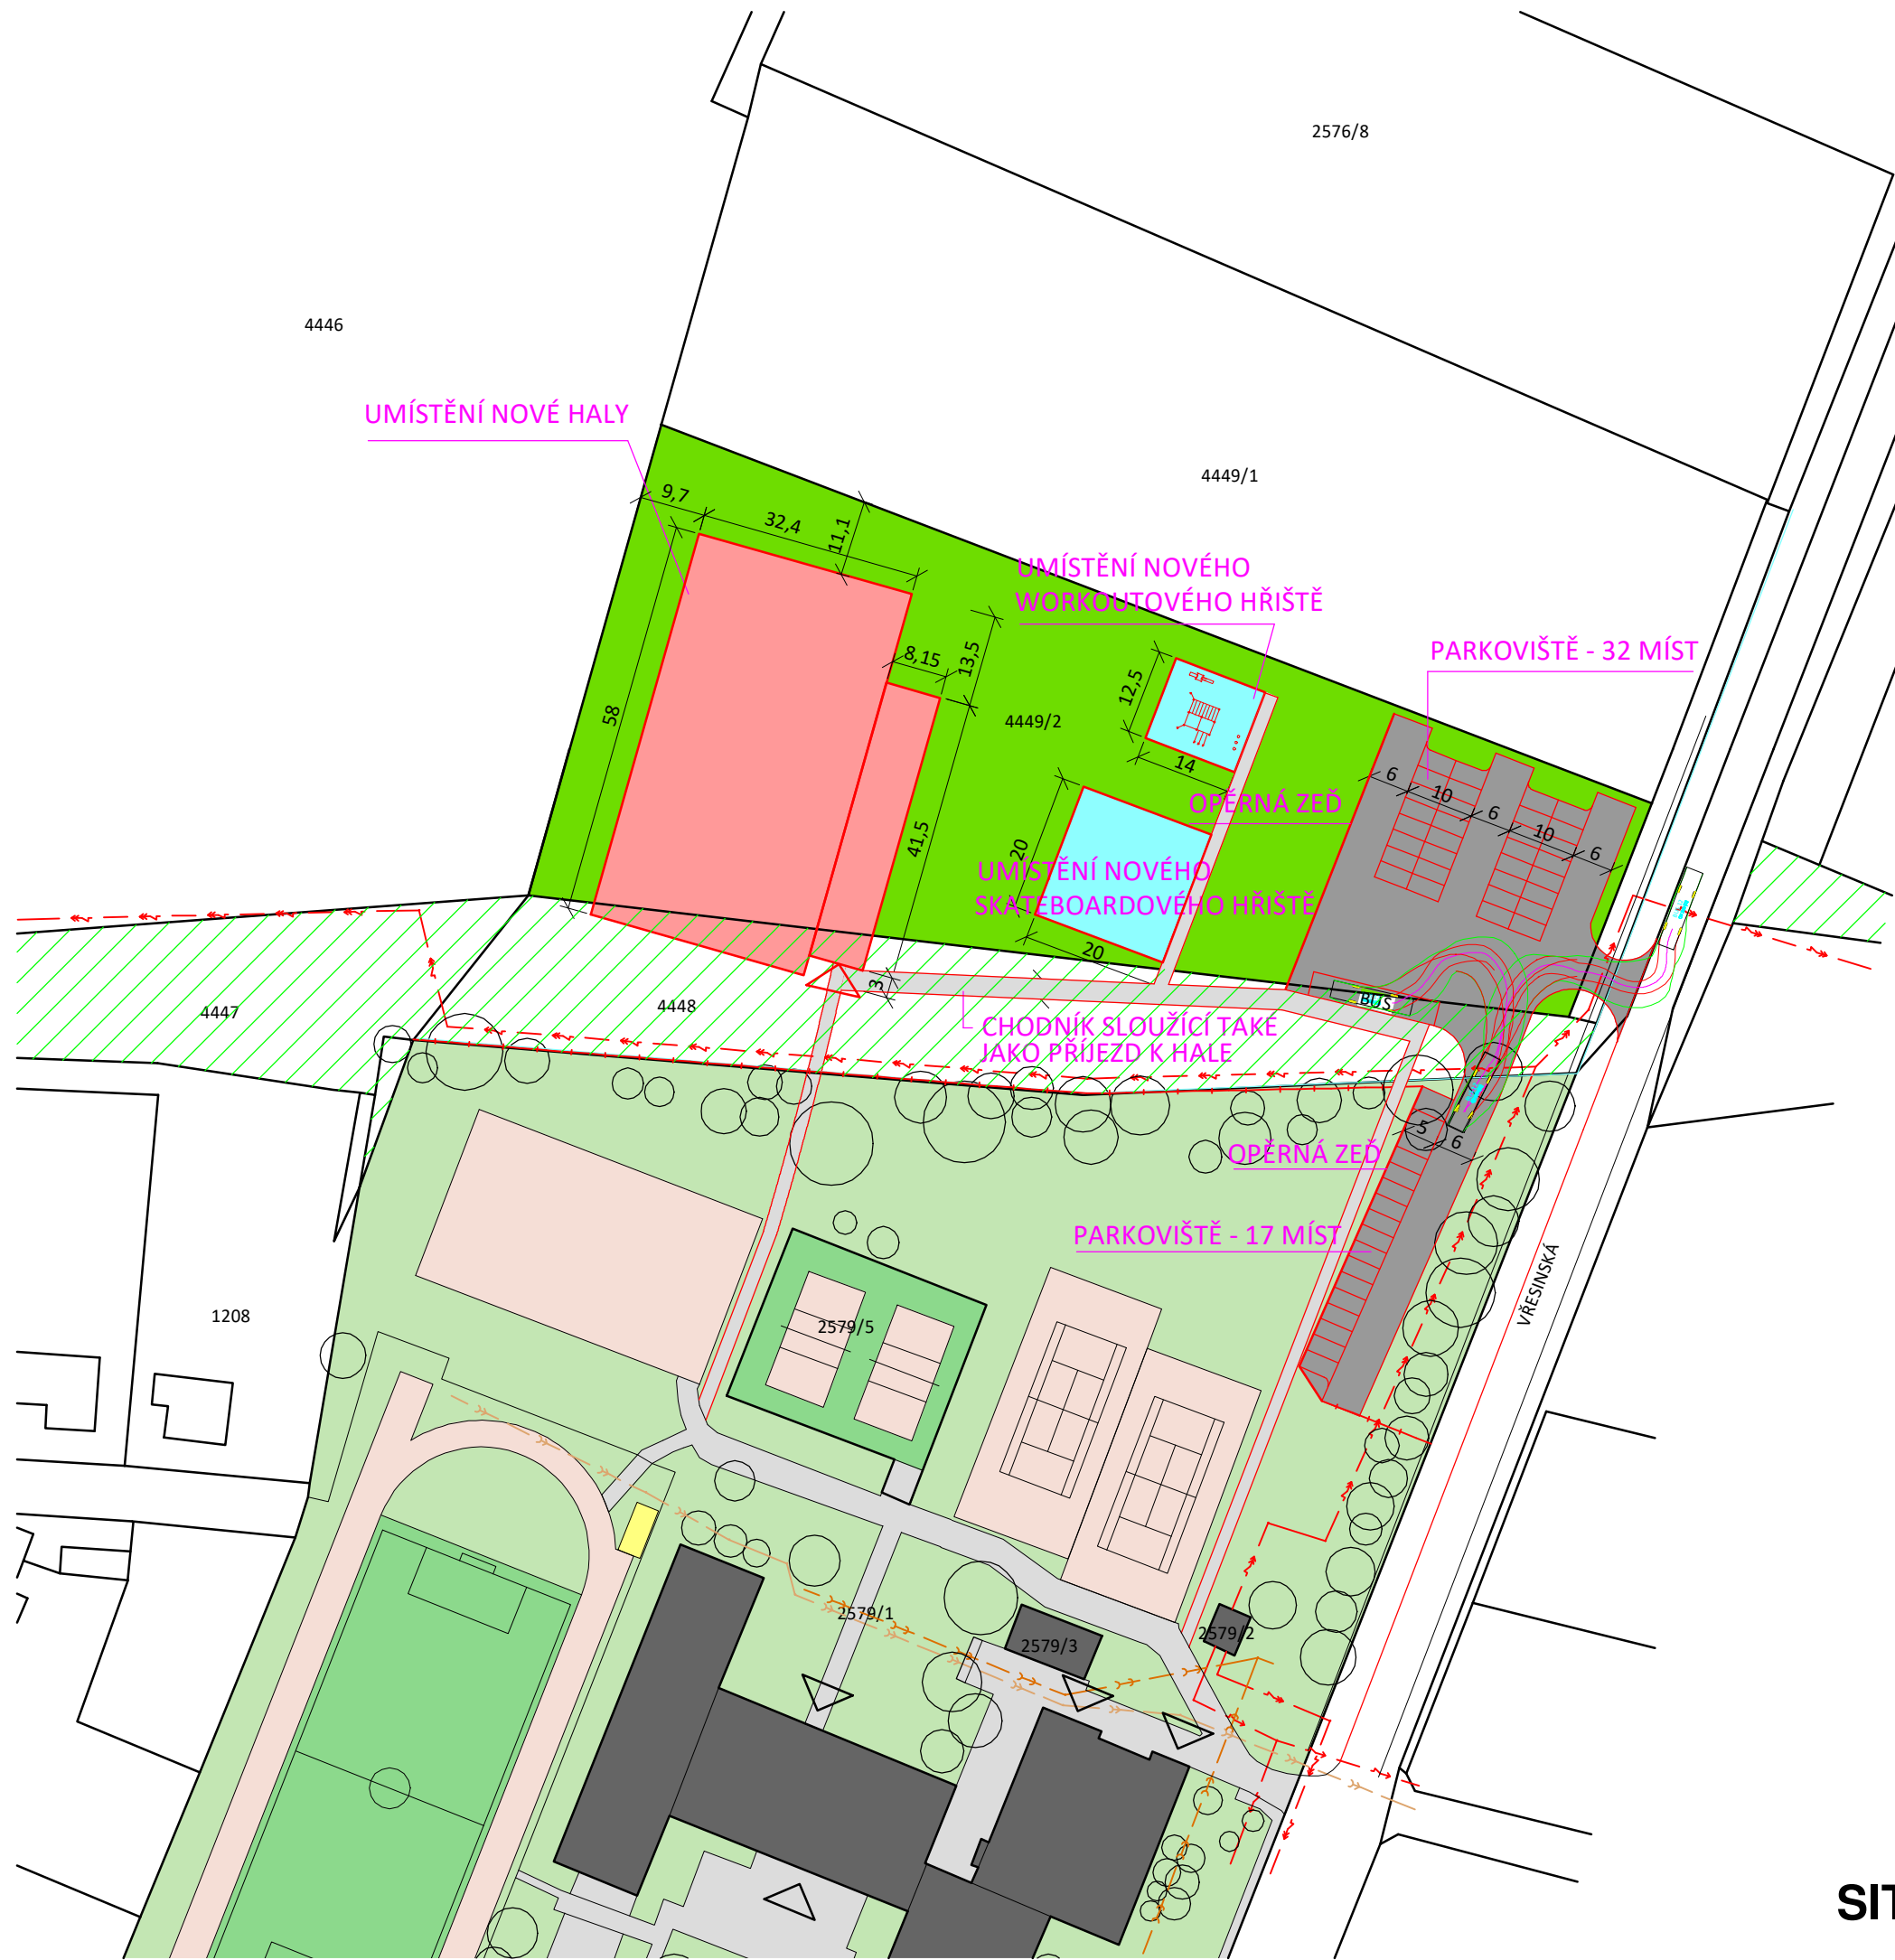 2576/8
4446
UMÍSTĚNÍ NOVÉ HALY
4449/1
9,7
32,4
11,1
UMÍSTĚNÍ NOVÉHO
WORKOUTOVÉHO HŘIŠTĚ
PARKOVIŠTĚ - 32 MÍST
8,15
13,5
12,5
58
4449/2
14
6
10
6
10
6
OPĚRNÁ ZEĎ
41,5
20
UMÍSTĚNÍ NOVÉHO
SKATEBOARDOVÉHO HŘIŠTĚ
20
3
BUS
4447
4448
CHODNÍK SLOUŽÍCÍ TAKÉ
JAKO PŘÍJEZD K HALE
5
6
OPĚRNÁ ZEĎ
PARKOVIŠTĚ - 17 MÍST
VŘESINSKÁ
1208
2579/5
2579/1
2579/3
2579/2
SIT